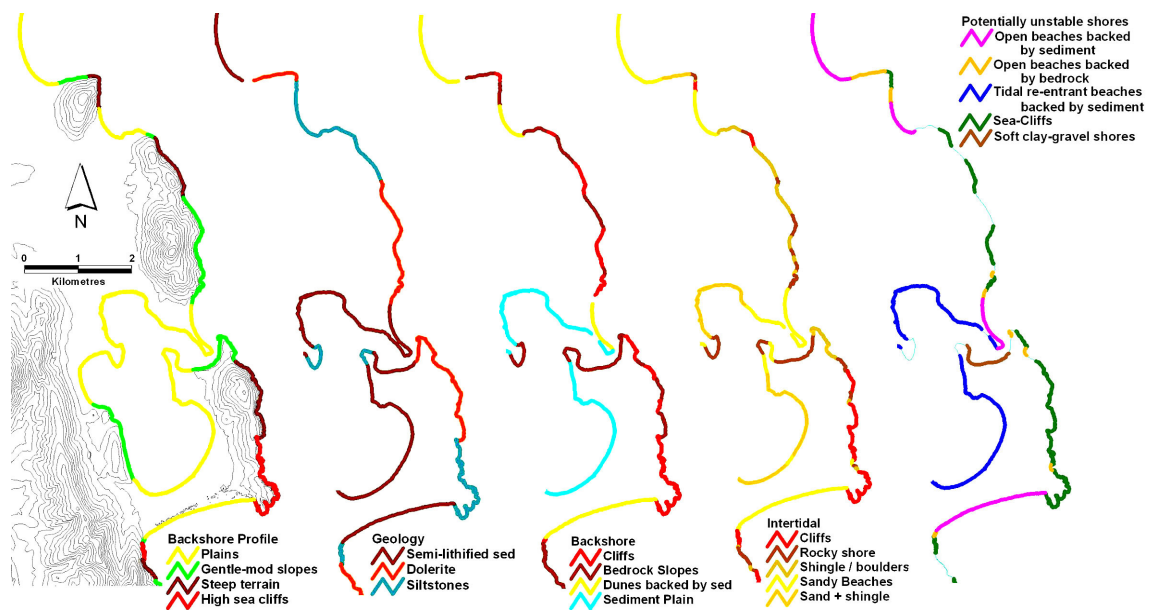 Potentially unstable shores
Open beaches backed
by sediment
Open beaches backed
by bedrock
Tidal re-entrant beaches
backed by sediment
Sea-Cliffs
Soft clay-gravel shores
N
0 1 2
Kilometres
Backshore Profile
Plains
Gentle-mod slopes
Steep terrain
High sea cliffs
Geology
Semi-lithified sed
Dolerite
Siltstones
Backshore
Cliffs
Bedrock Slopes
Dunes backed by sed
Sediment Plain
Intertidal
Cliffs
Rocky shore
Shingle / boulders
Sandy Beaches
Sand + shingle